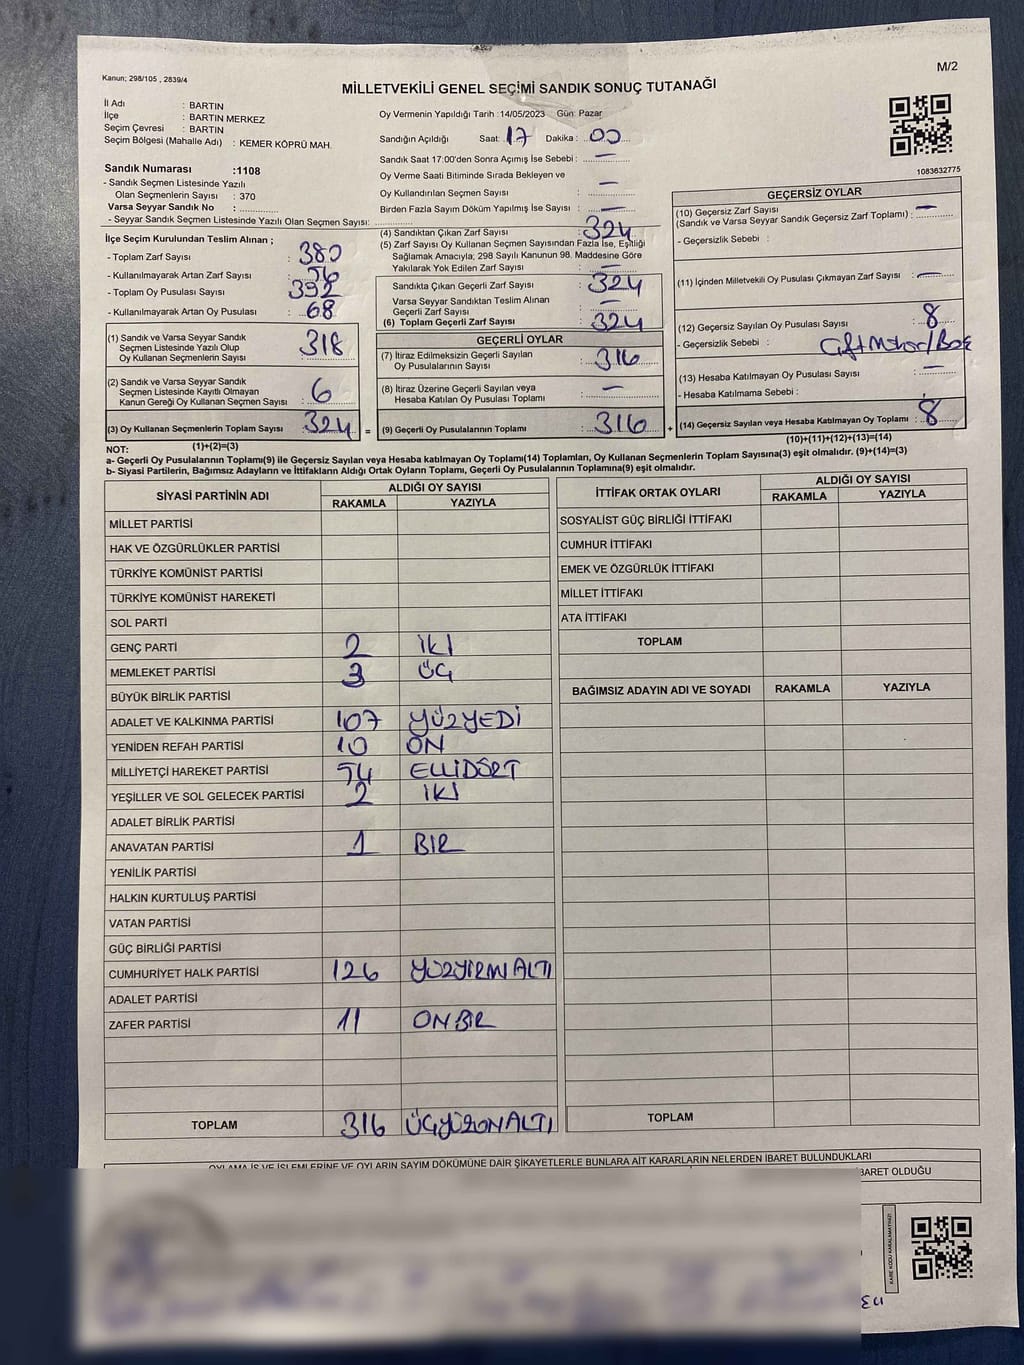 Kanun; 298/105 , 2839/4
M/2
MİLLETVEKİLİ GENEL SEÇİMİ SANDIK SONUÇ TUTANAĞI
İl Adı : BARTIN
İlçe : BARTIN MERKEZ
Seçim Çevresi : BARTIN
Seçim Bölgesi (Mahalle Adı) : KEMER KÖPRÜ MAH.
Sandık Numarası :1108
- Sandık Seçmen Listesinde Yazılı
Olan Seçmenlerin Sayısı : 370
Varsa Seyyar Sandık No : ..............
- Seyyar Sandık Seçmen Listesinde Yazılı Olan Seçmen Sayısı: ..............
Oy Vermenin Yapıldığı Tarih :14/05/2023 Gün: Pazar
Sandığın Açıldığı Saat: 17 Dakika : 00
Sandık Saat 17:00'den Sonra Açımış İse Sebebi : —
Oy Verme Saati Bitiminde Sırada Bekleyen ve
Oy Kullandırılan Seçmen Sayısı : —
Birden Fazla Sayım Döküm Yapılmış İse Sayısı : —
1083632775
İlçe Seçim Kurulundan Teslim Alınan ;
- Toplam Zarf Sayısı : 380
- Kullanılmayarak Artan Zarf Sayısı : 56
- Toplam Oy Pusulası Sayısı : 392
- Kullanılmayarak Artan Oy Pusulası : 68
(1) Sandık ve Varsa Seyyar Sandık
Seçmen Listesinde Yazılı Olup
Oy Kullanan Seçmenlerin Sayısı : 318
(2) Sandık ve Varsa Seyyar Sandık
Seçmen Listesinde Kayıtlı Olmayan
Kanun Gereği Oy Kullanan Seçmen Sayısı : 6
(3) Oy Kullanan Seçmenlerin Toplam Sayısı : 324 =
(1)+(2)=(3)
(4) Sandıktan Çıkan Zarf Sayısı : 324
(5) Zarf Sayısı Oy Kullanan Seçmen Sayısından Fazla İse, Eşitliği
Sağlamak Amacıyla; 298 Sayılı Kanunun 98. Maddesine Göre
Yakılarak Yok Edilen Zarf Sayısı : —
Sandıkta Çıkan Geçerli Zarf Sayısı : 324
Varsa Seyyar Sandıktan Teslim Alınan
Geçerli Zarf Sayısı : —
(6) Toplam Geçerli Zarf Sayısı : 324
GEÇERLİ OYLAR
(7) İtiraz Edilmeksizin Geçerli Sayılan
Oy Pusulalarının Sayısı : 316
(8) İtiraz Üzerine Geçerli Sayılan veya
Hesaba Katılan Oy Pusulası Toplamı : —
(9) Geçerli Oy Pusulalarının Toplamı : 316 +
GEÇERSİZ OYLAR
(10) Geçersiz Zarf Sayısı
(Sandık ve Varsa Seyyar Sandık Geçersiz Zarf Toplamı) : —
- Geçersizlik Sebebi :
(11) İçinden Milletvekili Oy Pusulası Çıkmayan Zarf Sayısı : —
(12) Geçersiz Sayılan Oy Pusulası Sayısı : 8
- Geçersizlik Sebebi :
(13) Hesaba Katılmayan Oy Pusulası Sayısı : —
- Hesaba Katılmama Sebebi :
(14) Geçersiz Sayılan veya Hesaba Katılmayan Oy Toplamı : 8
(10)+(11)+(12)+(13)=(14)
NOT:
a- Geçerli Oy Pusulalarının Toplamı(9) ile Geçersiz Sayılan veya Hesaba katılmayan Oy Toplamı(14) Toplamları, Oy Kullanan Seçmenlerin Toplam Sayısına(3) eşit olmalıdır. (9)+(14)=(3)
b- Siyasi Partilerin, Bağımsız Adayların ve İttifakların Aldığı Ortak Oyların Toplamı, Geçerli Oy Pusulalarının Toplamına(9) eşit olmalıdır.
SİYASİ PARTİNİN ADI ALDIĞI OY SAYISI
RAKAMLA YAZIYLA
MİLLET PARTİSİ
HAK VE ÖZGÜRLÜKLER PARTİSİ
TÜRKİYE KOMÜNİST PARTİSİ
TÜRKİYE KOMÜNİST HAREKETİ
SOL PARTİ
GENÇ PARTİ 2 İKİ
MEMLEKET PARTİSİ 3 ÜÇ
BÜYÜK BİRLİK PARTİSİ
ADALET VE KALKINMA PARTİSİ 107 YÜZYEDİ
YENİDEN REFAH PARTİSİ 10 ON
MİLLİYETÇİ HAREKET PARTİSİ 54 ELLİDÖRT
YEŞİLLER VE SOL GELECEK PARTİSİ 2 İKİ
ADALET BİRLİK PARTİSİ
ANAVATAN PARTİSİ 1 BİR
YENİLİK PARTİSİ
HALKIN KURTULUŞ PARTİSİ
VATAN PARTİSİ
GÜÇ BİRLİĞİ PARTİSİ
CUMHURİYET HALK PARTİSİ 126 YÜZYİRMİALTI
ADALET PARTİSİ
ZAFER PARTİSİ 11 ONBİR
TOPLAM 316 ÜÇYÜZONALTI
İTTİFAK ORTAK OYLARI ALDIĞI OY SAYISI
RAKAMLA YAZIYLA
SOSYALİST GÜÇ BİRLİĞİ İTTİFAKI
CUMHUR İTTİFAKI
EMEK VE ÖZGÜRLÜK İTTİFAKI
MİLLET İTTİFAKI
ATA İTTİFAKI
TOPLAM
BAĞIMSIZ ADAYIN ADI VE SOYADI RAKAMLA YAZIYLA
TOPLAM
OYLAMA İŞ VE İŞLEMLERİNE VE OYLARIN SAYIM DÖKÜMÜNE DAİR ŞİKAYETLERLE BUNLARA AİT KARARLARIN NELERDEN İBARET BULUNDUKLARI
BARET OLDUĞU
KARE KODU KARALAMAYINIZ!